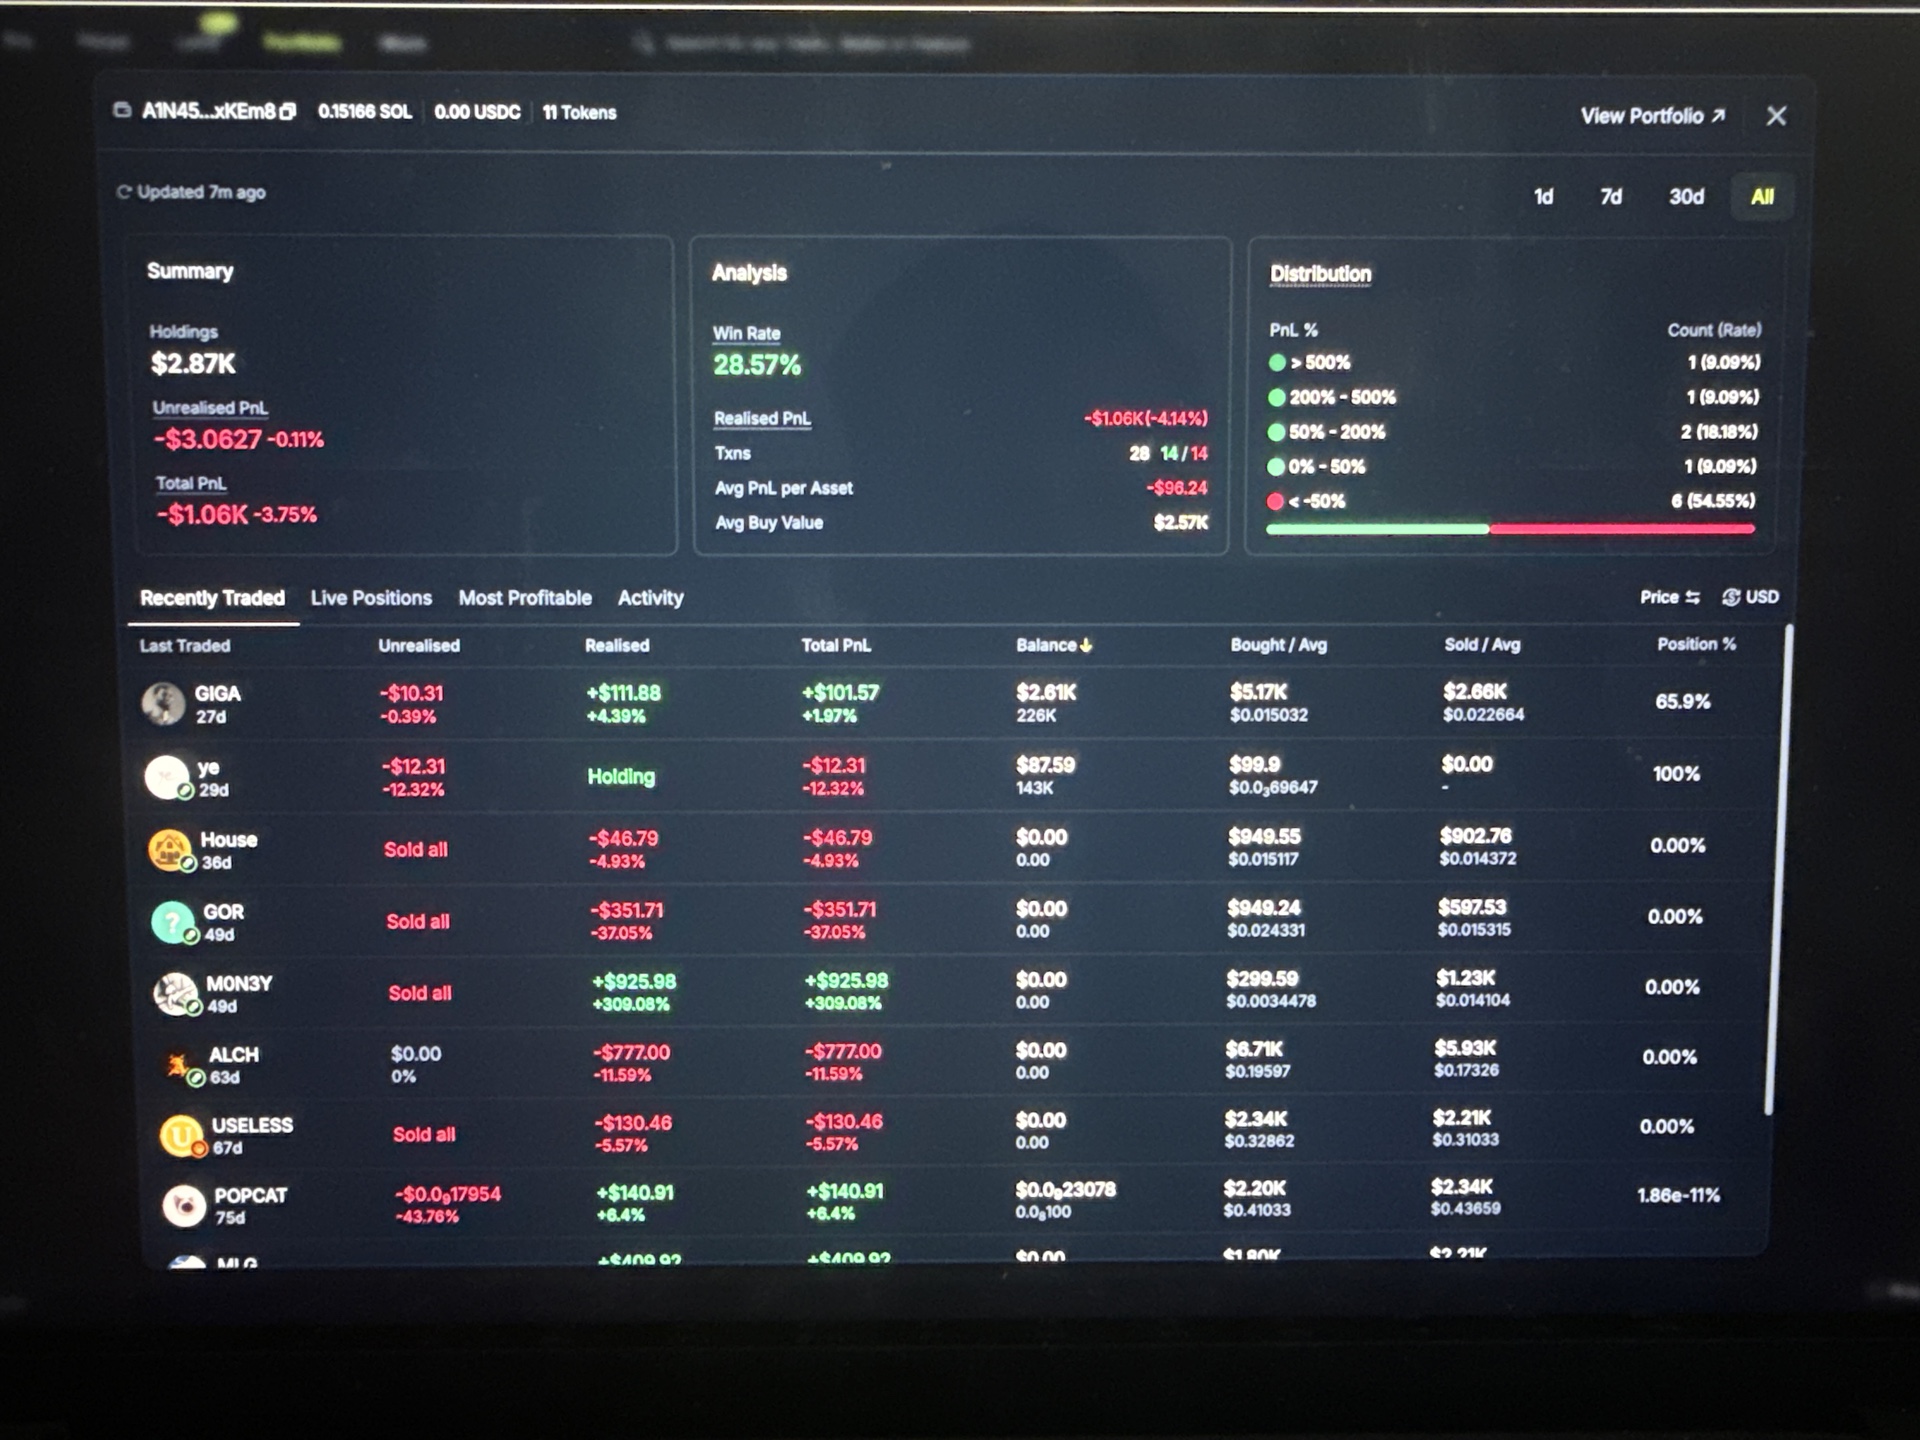 Portfolio
A1N45...xKEm8 0.15166 SOL 0.00 USDC 11 Tokens
View Portfolio
Updated 7m ago
1d 7d 30d All
Summary
Holdings
$2.87K
Unrealised PnL
-$3.0627 -0.11%
Total PnL
-$1.06K -3.75%
Analysis
Win Rate
28.57%
Realised PnL -$1.06K(-4.14%)
Txns 28 14/14
Avg PnL per Asset -$96.24
Avg Buy Value $2.57K
Distribution
PnL % Count (Rate)
> 500% 1 (9.09%)
200% - 500% 1 (9.09%)
50% - 200% 2 (18.18%)
0% - 50% 1 (9.09%)
< -50% 6 (54.55%)
Recently Traded Live Positions Most Profitable Activity Price USD
Last Traded Unrealised Realised Total PnL Balance Bought / Avg Sold / Avg Position %
GIGA -$10.31 +$111.88 +$101.57 $2.61K $5.17K $2.66K 65.9%
27d -0.39% +4.39% +1.97% 226K $0.015032 $0.022664
ye -$12.31 Holding -$12.31 $87.59 $99.9 $0.00 100%
29d -12.32% -12.32% 143K $0.0₃69647 -
House Sold all -$46.79 -$46.79 $0.00 $949.55 $902.76 0.00%
36d -4.93% -4.93% 0.00 $0.015117 $0.014372
GOR Sold all -$351.71 -$351.71 $0.00 $949.24 $597.53 0.00%
49d -37.05% -37.05% 0.00 $0.024331 $0.015315
M0N3Y Sold all +$925.98 +$925.98 $0.00 $299.59 $1.23K 0.00%
49d +309.08% +309.08% 0.00 $0.0034478 $0.014104
ALCH $0.00 -$777.00 -$777.00 $0.00 $6.71K $5.93K 0.00%
63d 0% -11.59% -11.59% 0.00 $0.19597 $0.17326
USELESS Sold all -$130.46 -$130.46 $0.00 $2.34K $2.21K 0.00%
67d -5.57% -5.57% 0.00 $0.32862 $0.31033
POPCAT -$0.0₉17954 +$140.91 +$140.91 $0.0₉23078 $2.20K $2.34K 1.86e-11%
75d -43.76% +6.4% +6.4% 0.0₈100 $0.41033 $0.43659
MLG +$409.92 +$409.92 $0.00 $1.80K $2.21K